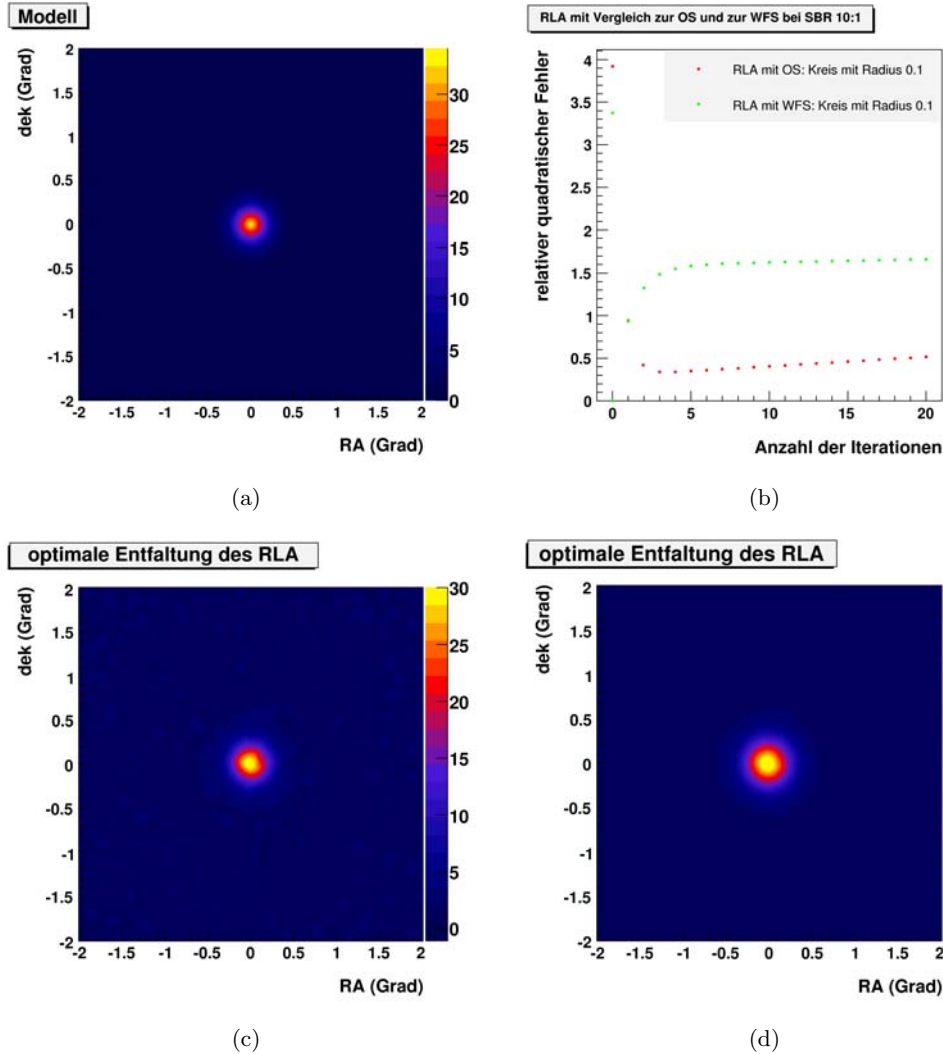 Modell
dek (Grad)
2
1.5
1
0.5
0
-0.5
-1
-1.5
-2
-2 -1.5 -1 -0.5 0 0.5 1 1.5 2
RA (Grad)
30
25
20
15
10
5
0
(a)
RLA mit Vergleich zur OS und zur WFS bei SBR 10:1
relativer quadratischer Fehler
4
3.5
3
2.5
2
1.5
1
0.5
0
0 5 10 15 20
Anzahl der Iterationen
RLA mit OS: Kreis mit Radius 0.1
RLA mit WFS: Kreis mit Radius 0.1
(b)
optimale Entfaltung des RLA
dek (Grad)
2
1.5
1
0.5
0
-0.5
-1
-1.5
-2
-2 -1.5 -1 -0.5 0 0.5 1 1.5 2
RA (Grad)
30
25
20
15
10
5
0
(c)
optimale Entfaltung des RLA
dek (Grad)
2
1.5
1
0.5
0
-0.5
-1
-1.5
-2
-2 -1.5 -1 -0.5 0 0.5 1 1.5 2
RA (Grad)
(d)